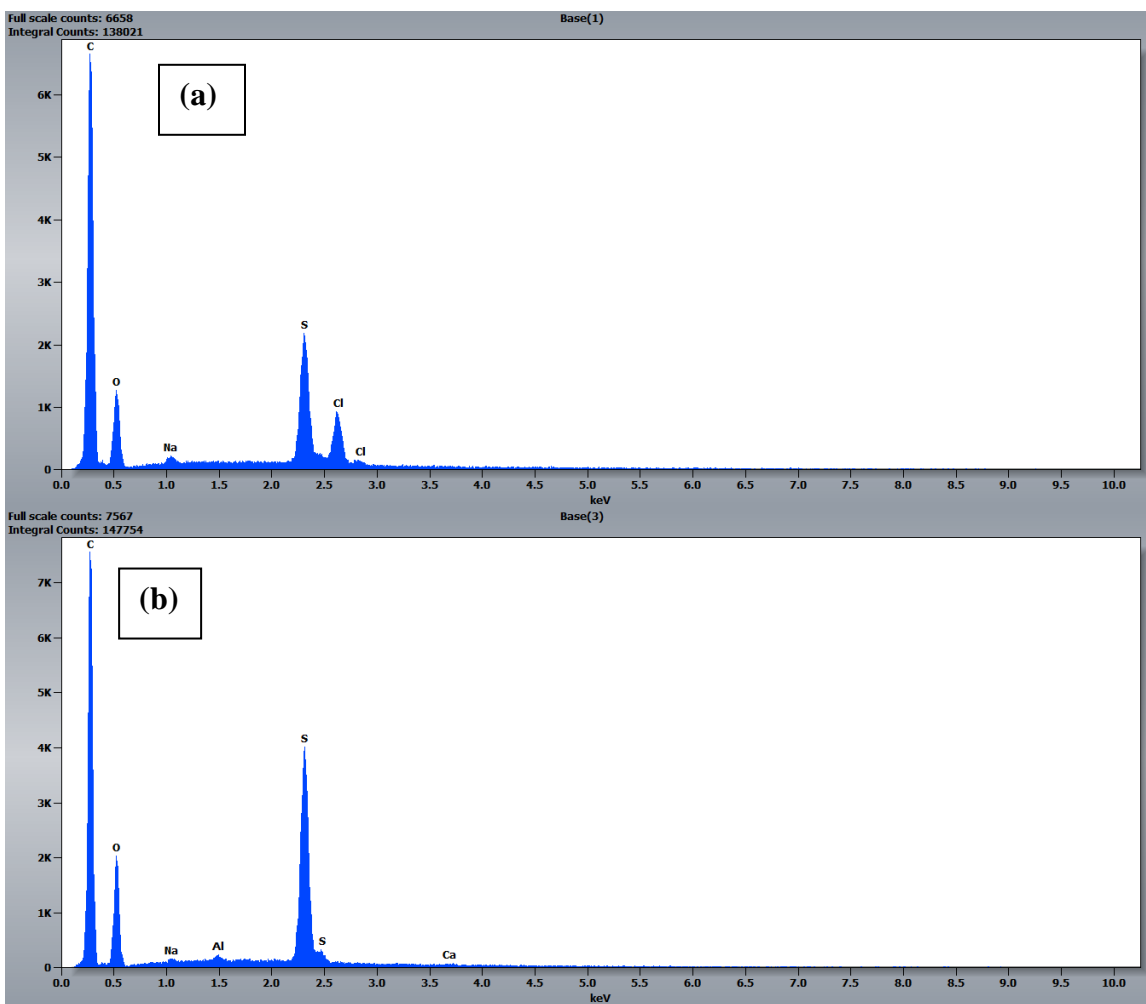 Full scale counts: 6658 Base(1)
Integral Counts: 138021
C
(a)
6K
5K
4K
3K
S
2K
O
Cl
1K
Na
Cl
0
0.0 0.5 1.0 1.5 2.0 2.5 3.0 3.5 4.0 4.5 5.0 5.5 6.0 6.5 7.0 7.5 8.0 8.5 9.0 9.5 10.0
keV
Full scale counts: 7567 Base(3)
Integral Counts: 147754
C
7K
(b)
6K
5K
S
4K
3K
O
2K
1K
Na Al S Ca
0
0.0 0.5 1.0 1.5 2.0 2.5 3.0 3.5 4.0 4.5 5.0 5.5 6.0 6.5 7.0 7.5 8.0 8.5 9.0 9.5 10.0
keV